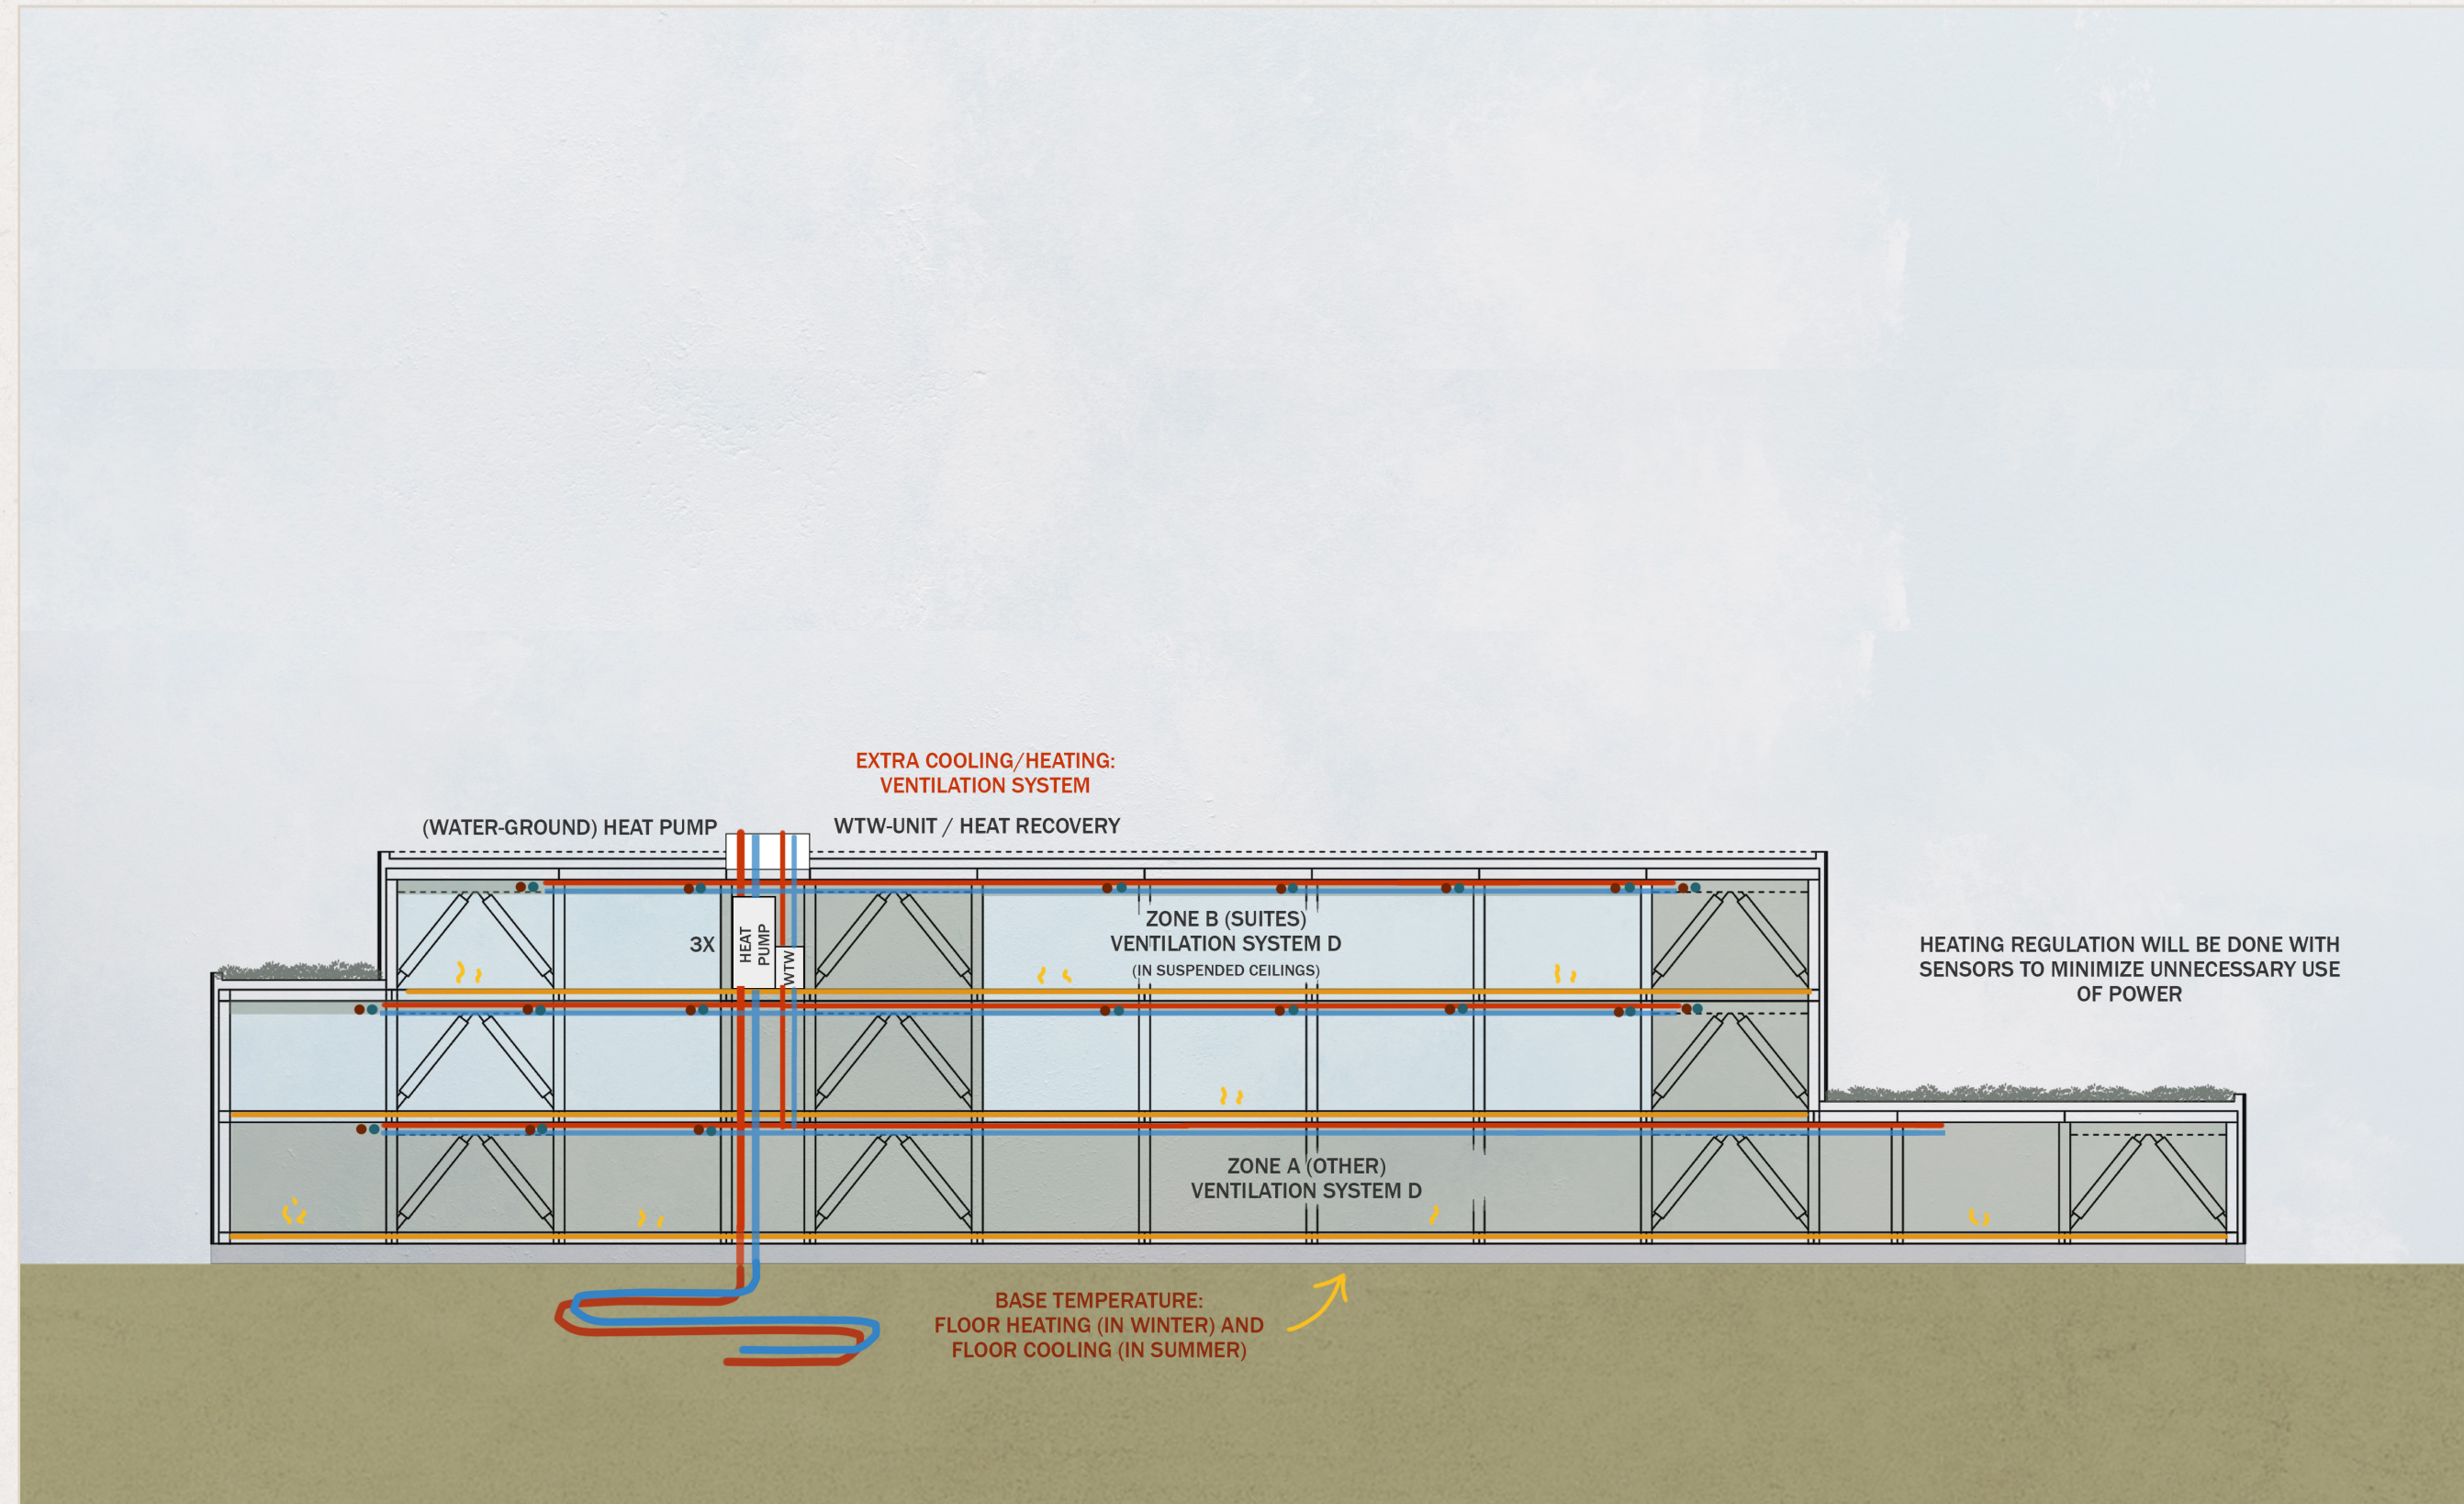 EXTRA COOLING/HEATING:
VENTILATION SYSTEM
(WATER-GROUND) HEAT PUMP
WTW-UNIT / HEAT RECOVERY
3X
HEAT
PUMP
WTW
ZONE B (SUITES)
VENTILATION SYSTEM D
(IN SUSPENDED CEILINGS)
HEATING REGULATION WILL BE DONE WITH
SENSORS TO MINIMIZE UNNECESSARY USE
OF POWER
ZONE A (OTHER)
VENTILATION SYSTEM D
BASE TEMPERATURE:
FLOOR HEATING (IN WINTER) AND
FLOOR COOLING (IN SUMMER)